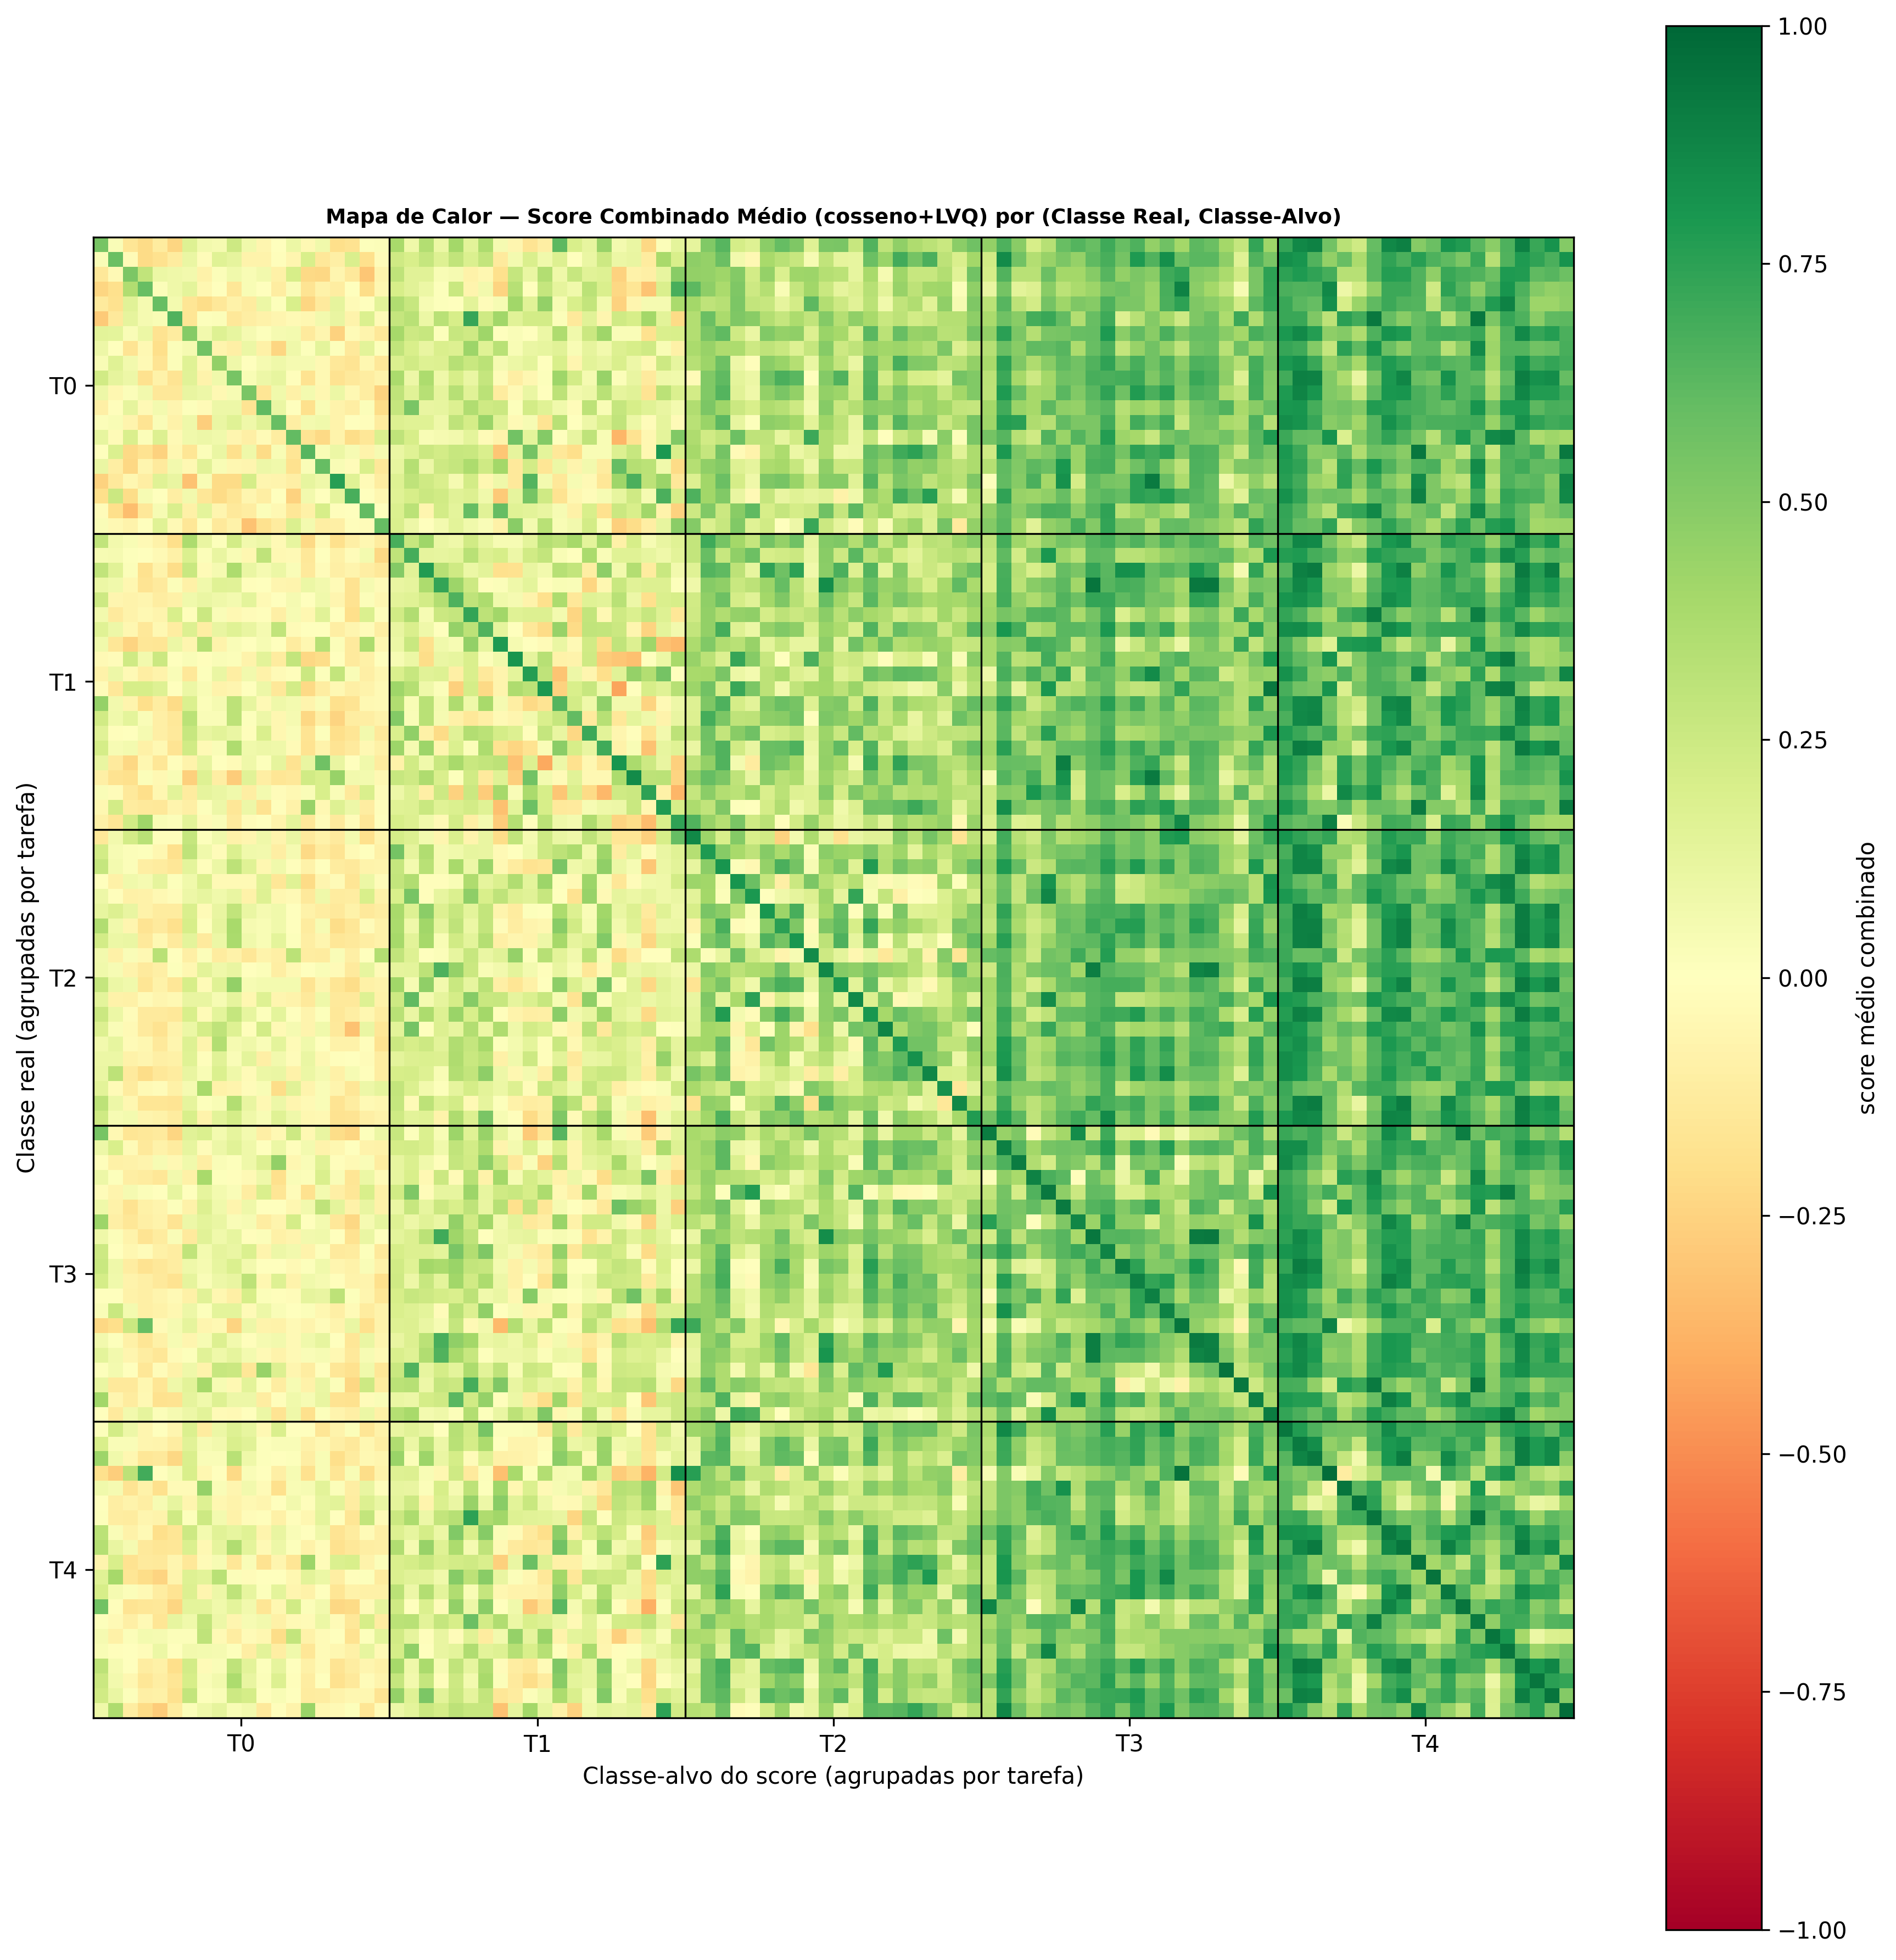 Mapa de Calor — Score Combinado Médio (cosseno+LVQ) por (Classe Real, Classe-Alvo)
Classe real (agrupadas por tarefa)
T0
T1
T2
T3
T4
T0 T1 T2 T3 T4
Classe-alvo do score (agrupadas por tarefa)
1.00
0.75
0.50
0.25
0.00
−0.25
−0.50
−0.75
−1.00
score médio combinado